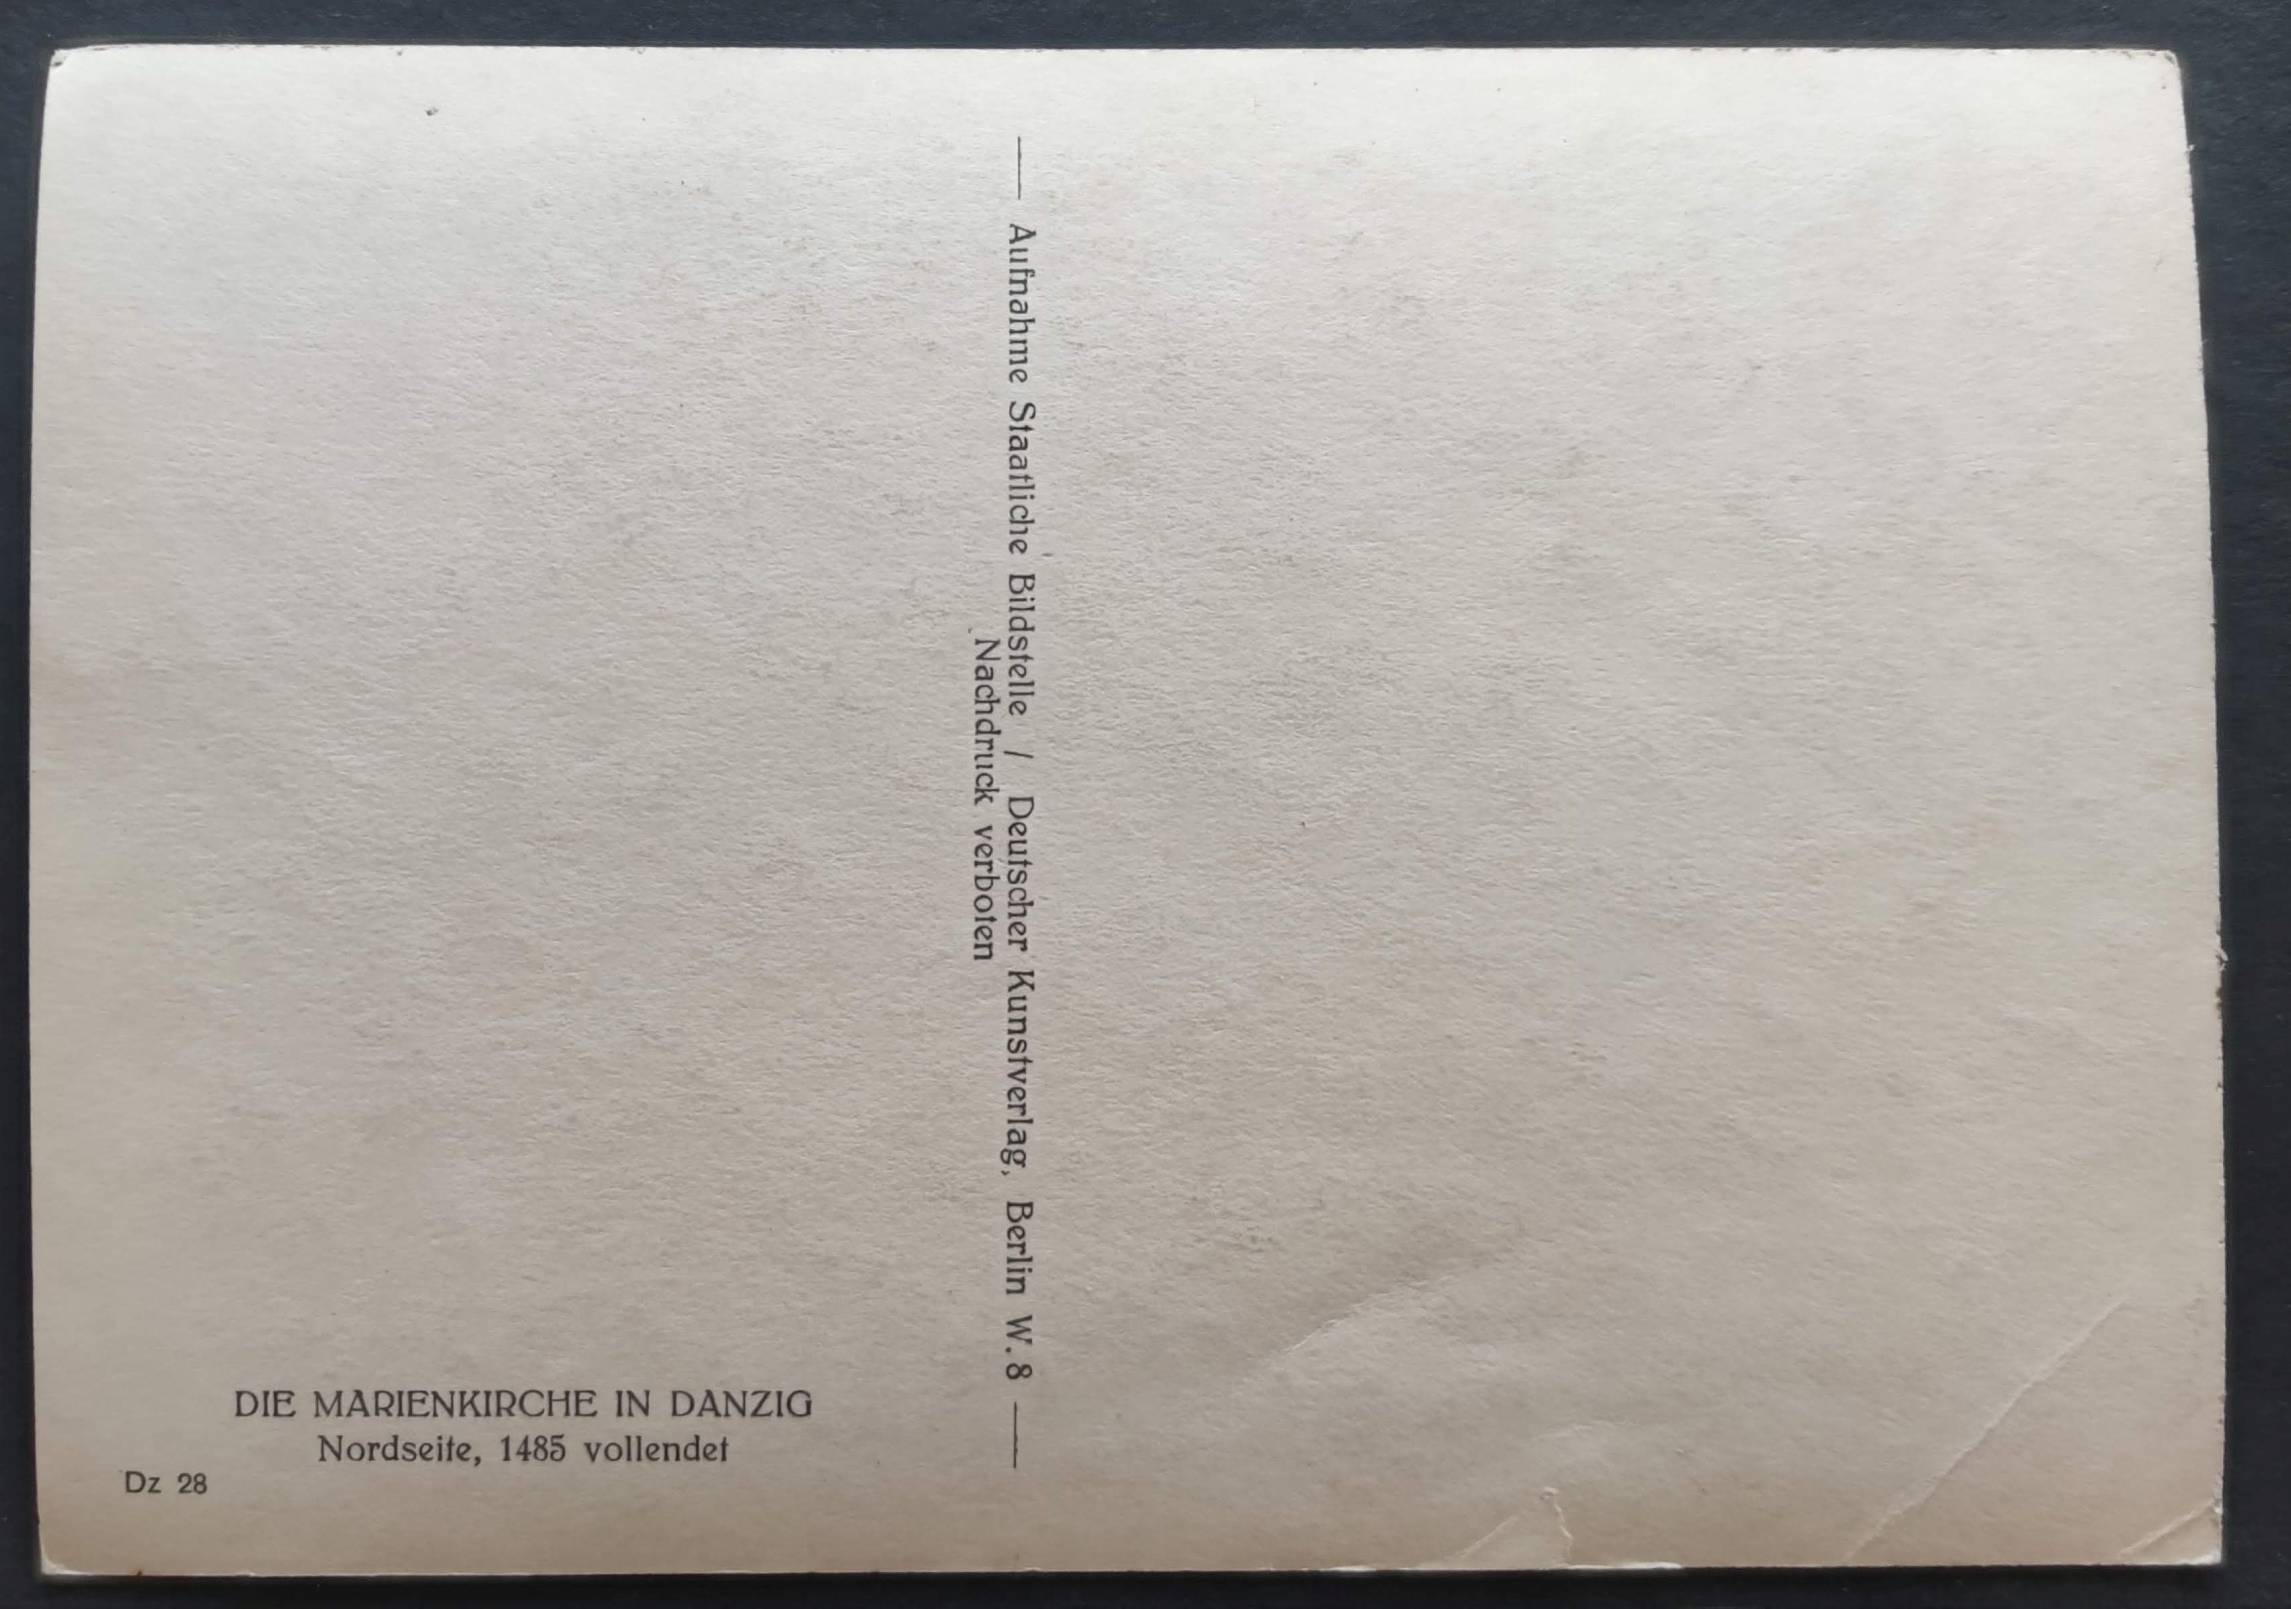 — Aufnahme Staatliche Bildstelle / Deutscher Kunstverlag, Berlin W. 8 —
Nachdruck verboten
DIE MARIENKIRCHE IN DANZIG
Nordseite, 1485 vollendet
Dz 28